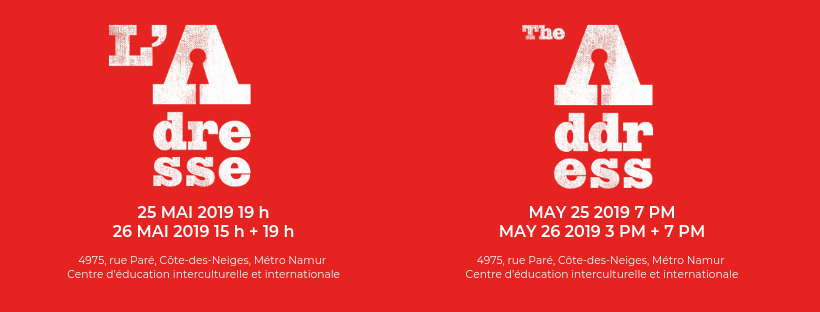 L'A
dre
sse
25 MAI 2019 19 h
26 MAI 2019 15 h + 19 h
4975, rue Paré, Côte-des-Neiges, Métro Namur
Centre d'éducation interculturelle et internationale
The A
ddr
ess
MAY 25 2019 7 PM
MAY 26 2019 3 PM + 7 PM
4975, rue Paré, Côte-des-Neiges, Métro Namur
Centre d'éducation interculturelle et internationale